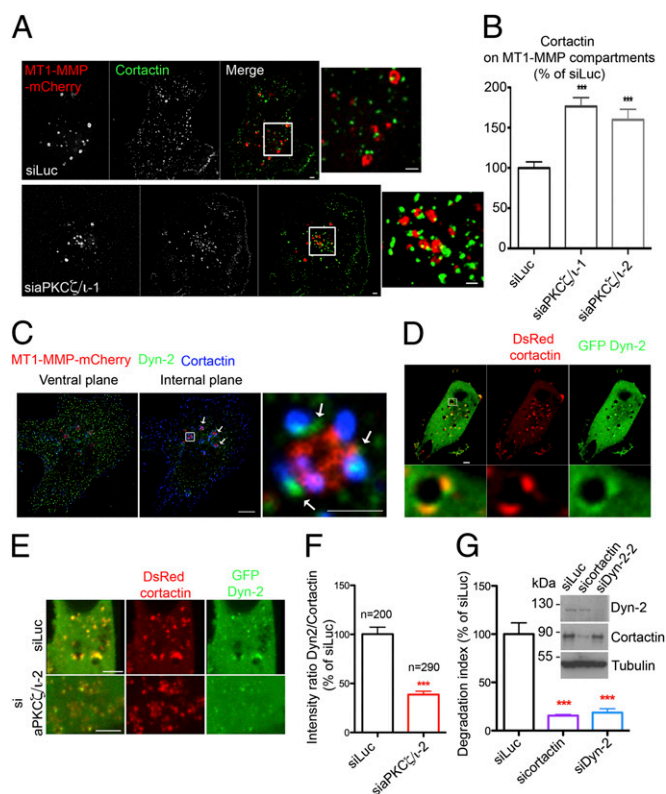 A
MT1-MMP
-mCherry
Cortactin
Merge
siLuc
siaPKCζ/ι-1
B
Cortactin
on MT1-MMP compartments
(% of siLuc)
200
150
100
50
0
***
***
siLuc
siaPKCζ/ι-1
siaPKCζ/ι-2
C
MT1-MMP-mCherry Dyn-2 Cortactin
Ventral plane
Internal plane
D
DsRed
cortactin
GFP Dyn-2
E
DsRed
cortactin
GFP
Dyn-2
siLuc
si
aPKCζ/ι-2
F
Intensity ratio Dyn2/Cortactin
(% of siLuc)
150
100
50
0
n=200
n=290
***
siLuc
siaPKCζ/ι-2
G
Degradation index (% of siLuc)
150
100
50
0
***
***
siLuc
sicortactin
siDyn-2
kDa
siLuc
sicortactin
siDyn-2-2
130
90
55
Dyn-2
Cortactin
Tubulin